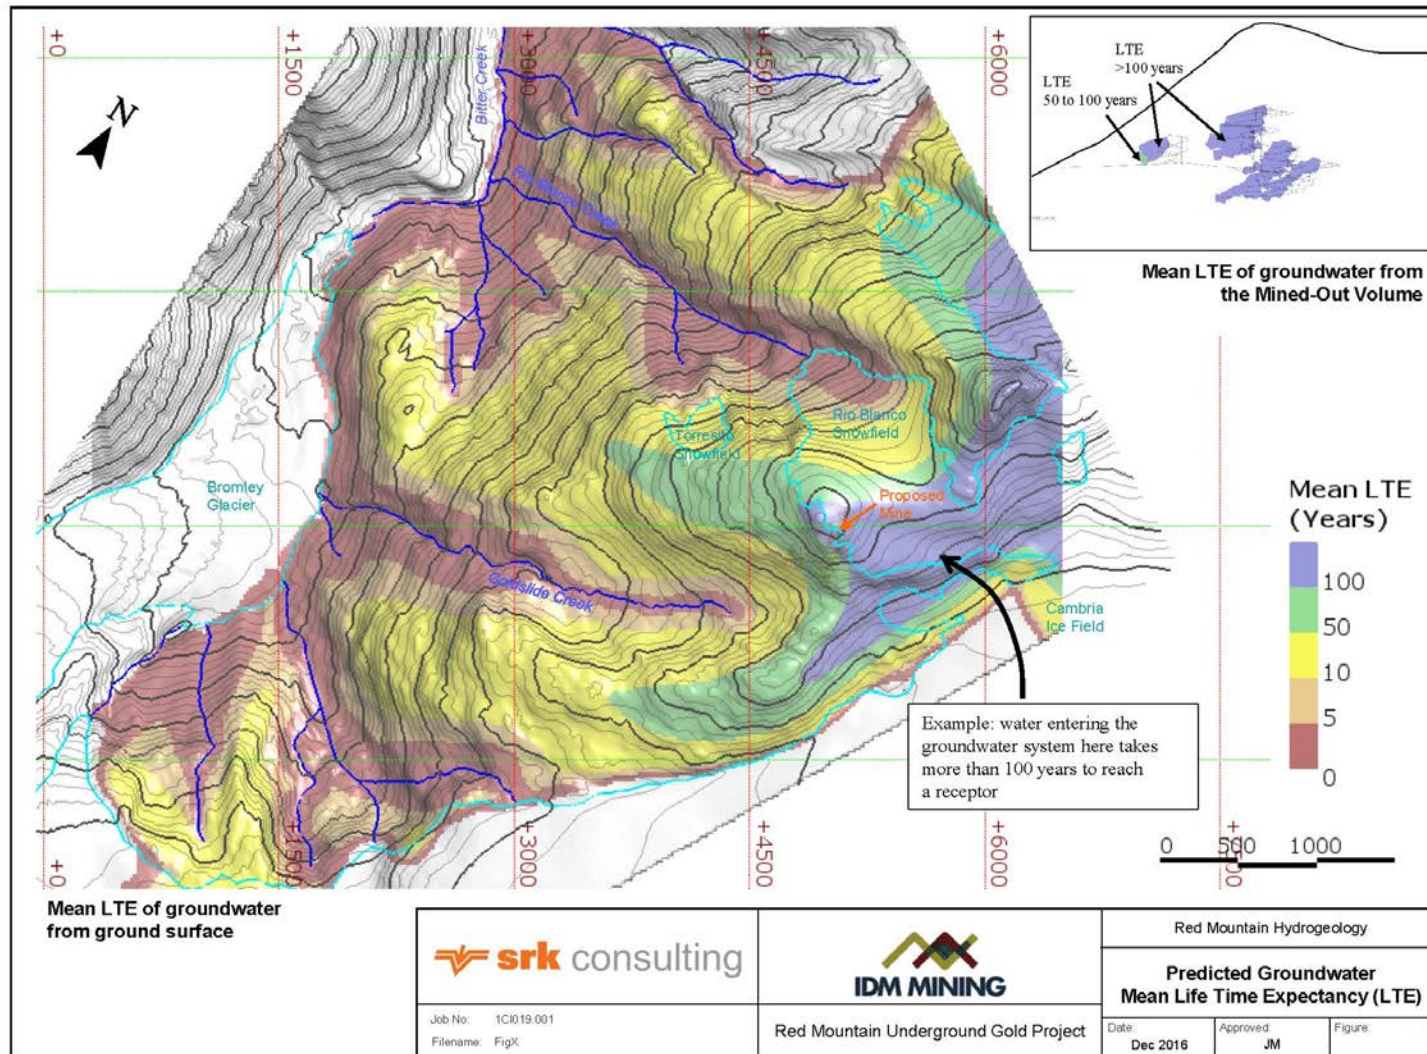 +0
+1500
+3000
+4500
+6000
N
Bitter Creek
LTE
>100 years
LTE
50 to 100 years
Mean LTE of groundwater from
the Mined-Out Volume
Torresito
Snowfield
Rio Blanco
Snowfield
Bromley
Glacier
Proposed
Mine
Goldslide Creek
Cambria
Ice Field
Mean LTE
(Years)
100
50
10
5
0
Example: water entering the
groundwater system here takes
more than 100 years to reach
a receptor
0 500 1000
+0
+1500
+3000
+4500
+6000
Mean LTE of groundwater
from ground surface
srk consulting
IDM MINING
Red Mountain Hydrogeology
Predicted Groundwater
Mean Life Time Expectancy (LTE)
Job No: 1CI019.001
Filename: FigX
Red Mountain Underground Gold Project
Date: Dec 2016
Approved: JM
Figure: